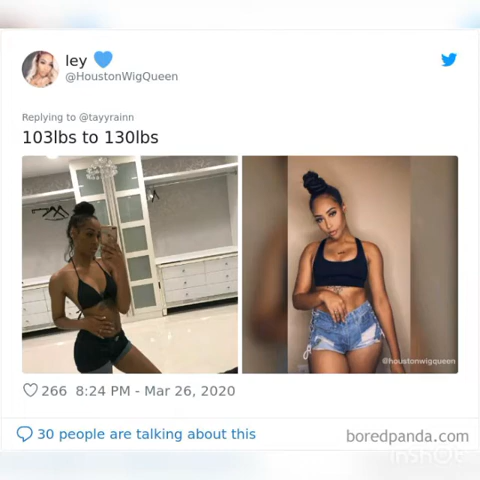 ley 💙
@HoustonWigQueen
Replying to @tayyrainn
103lbs to 130lbs
@houstonwigqueen
266 8:24 PM - Mar 26, 2020
30 people are talking about this
boredpanda.com
inshot